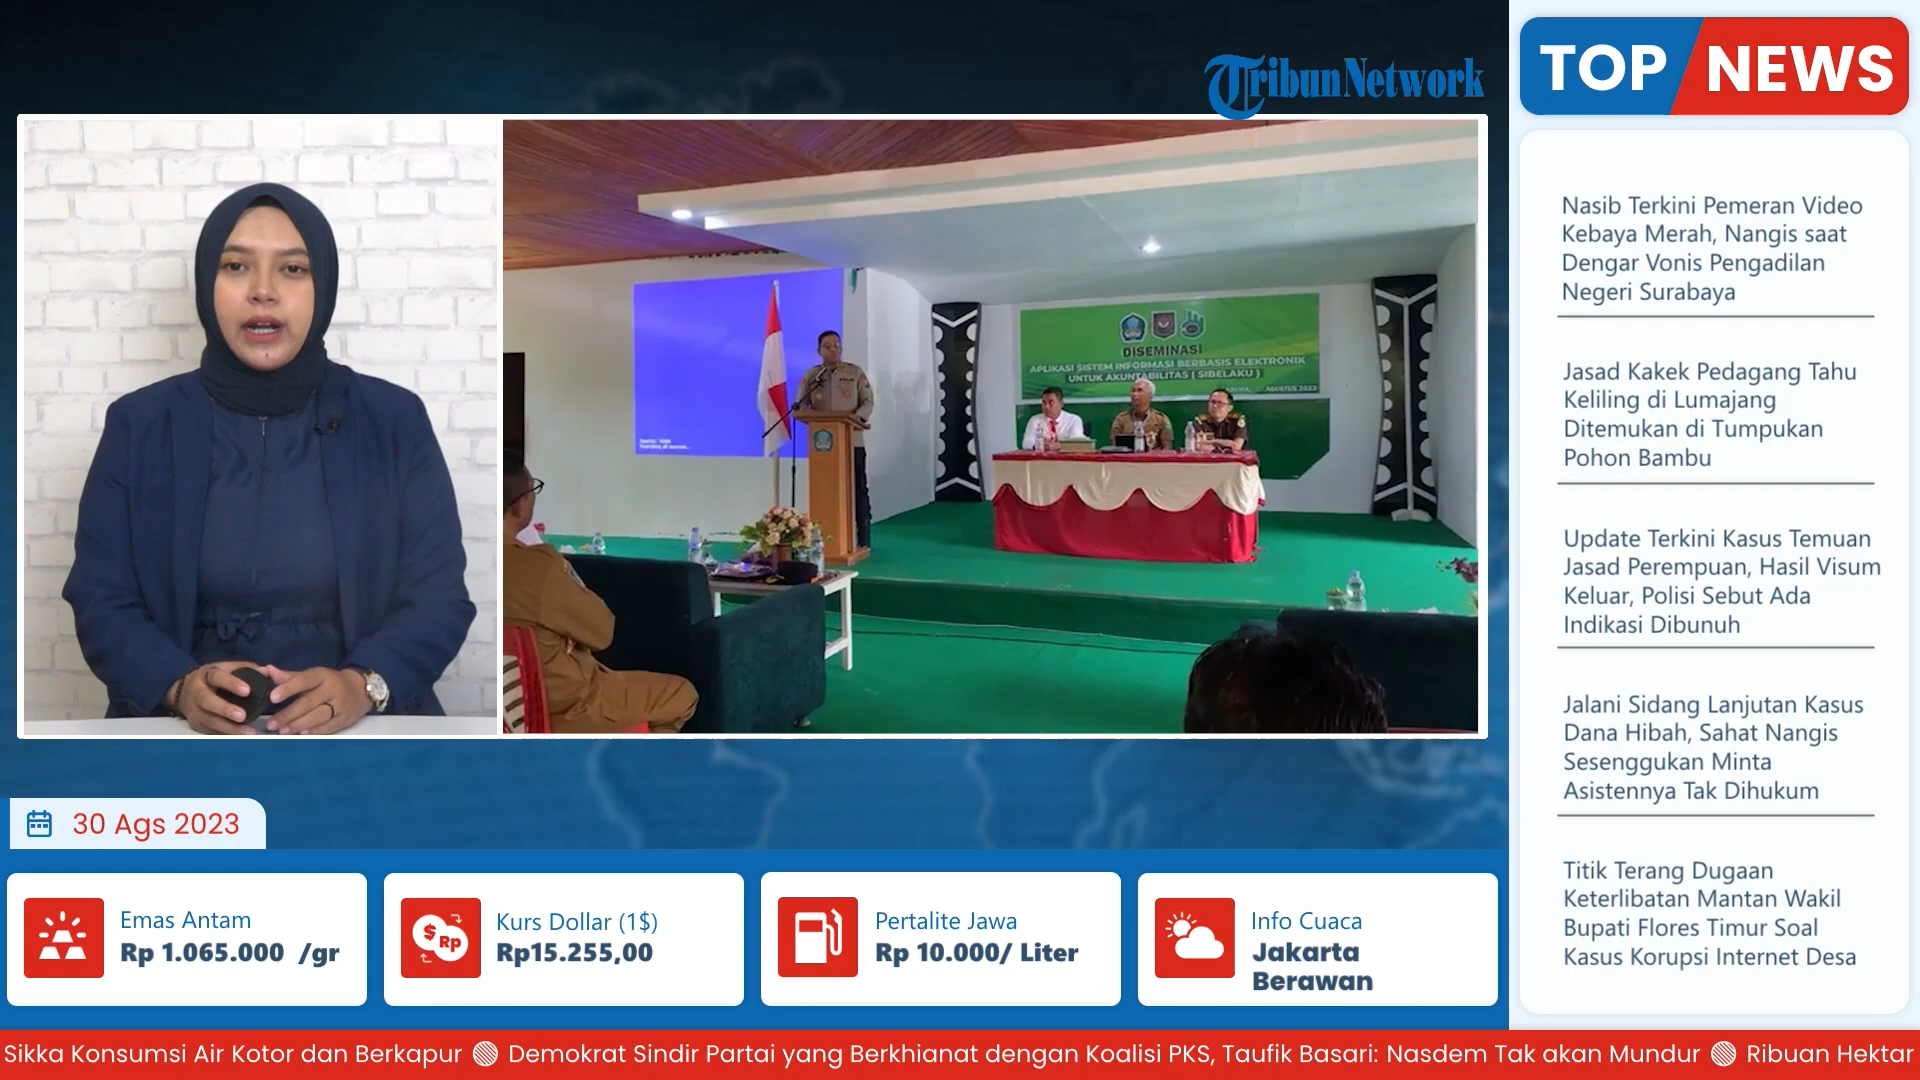 TribunNetwork
TOP NEWS
DISEMINASI
APLIKASI SISTEM INFORMASI BERBASIS ELEKTRONIK
UNTUK AKUNTABILITAS ( SIBELAKU )
AGUSTUS 2023
Nasib Terkini Pemeran Video
Kebaya Merah, Nangis saat
Dengar Vonis Pengadilan
Negeri Surabaya
Jasad Kakek Pedagang Tahu
Keliling di Lumajang
Ditemukan di Tumpukan
Pohon Bambu
Update Terkini Kasus Temuan
Jasad Perempuan, Hasil Visum
Keluar, Polisi Sebut Ada
Indikasi Dibunuh
Jalani Sidang Lanjutan Kasus
Dana Hibah, Sahat Nangis
Sesenggukan Minta
Asistennya Tak Dihukum
Titik Terang Dugaan
Keterlibatan Mantan Wakil
Bupati Flores Timur Soal
Kasus Korupsi Internet Desa
30 Ags 2023
Emas Antam
Rp 1.065.000 /gr
Kurs Dollar (1$)
Rp15.255,00
Pertalite Jawa
Rp 10.000/ Liter
Info Cuaca
Jakarta
Berawan
Sikka Konsumsi Air Kotor dan Berkapur Demokrat Sindir Partai yang Berkhianat dengan Koalisi PKS, Taufik Basari: Nasdem Tak akan Mundur Ribuan Hektar